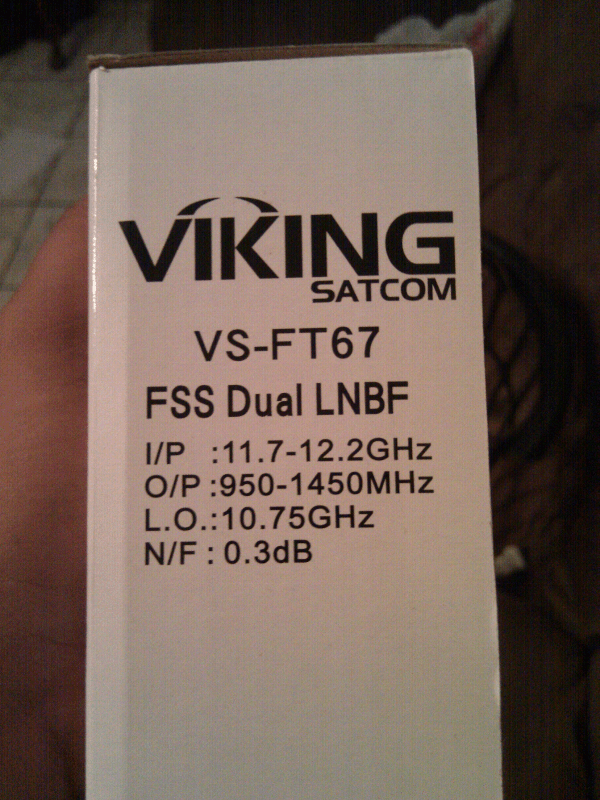 VIKING
SATCOM
VS-FT67
FSS Dual LNBF
I/P :11.7-12.2GHz
O/P :950-1450MHz
L.O.:10.75GHz
N/F : 0.3dB